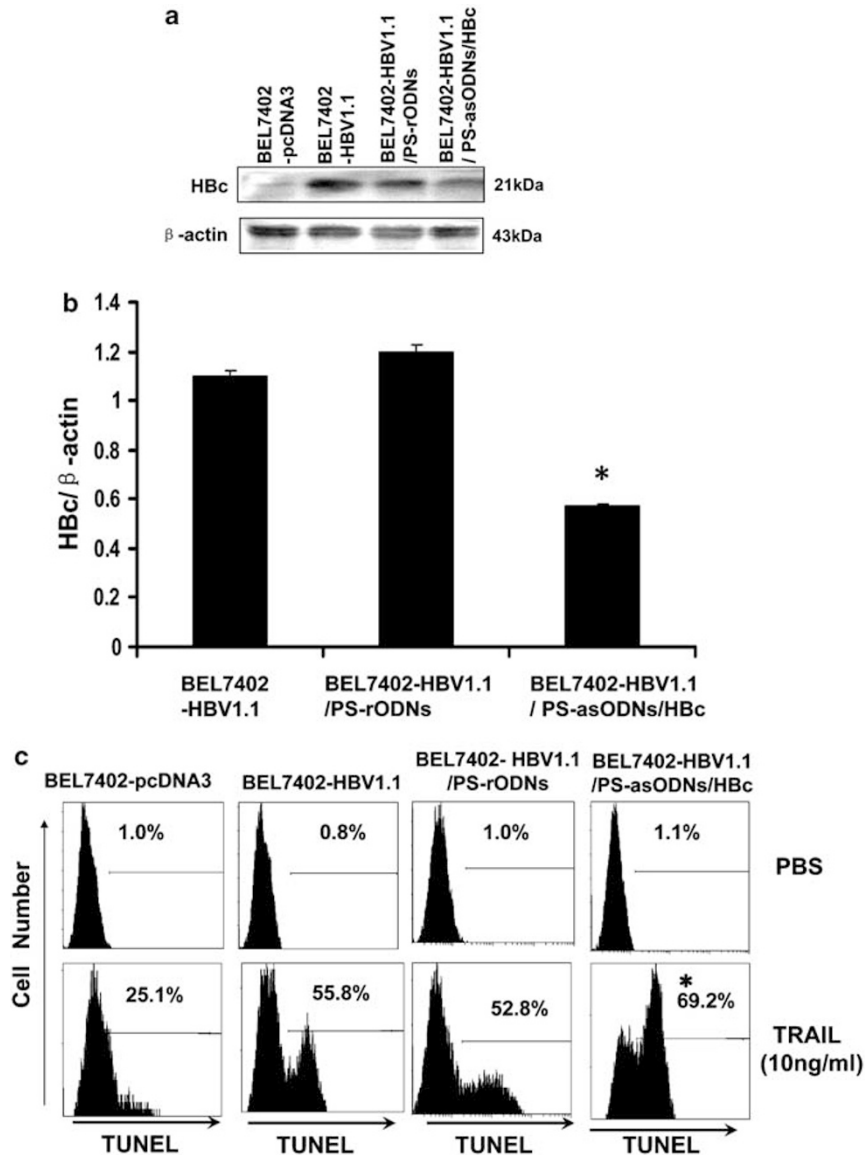 a
BEL7402
-pcDNA3
BEL7402
-HBV1.1
BEL7402-HBV1.1
/PS-rODNs
BEL7402-HBV1.1
/ PS-asODNs/HBc
HBc
21kDa
β-actin
43kDa
b
HBc/β-actin
1.4
1.2
1
0.8
0.6
0.4
0.2
0
*
BEL7402
-HBV1.1
BEL7402-HBV1.1
/PS-rODNs
BEL7402-HBV1.1
/ PS-asODNs/HBc
c
BEL7402-pcDNA3
BEL7402-HBV1.1
BEL7402- HBV1.1
/PS-rODNs
BEL7402-HBV1.1
/PS-asODNs/HBc
Cell Number
1.0%
0.8%
1.0%
1.1%
PBS
25.1%
55.8%
52.8%
*
69.2%
TRAIL
(10ng/ml)
TUNEL
TUNEL
TUNEL
TUNEL